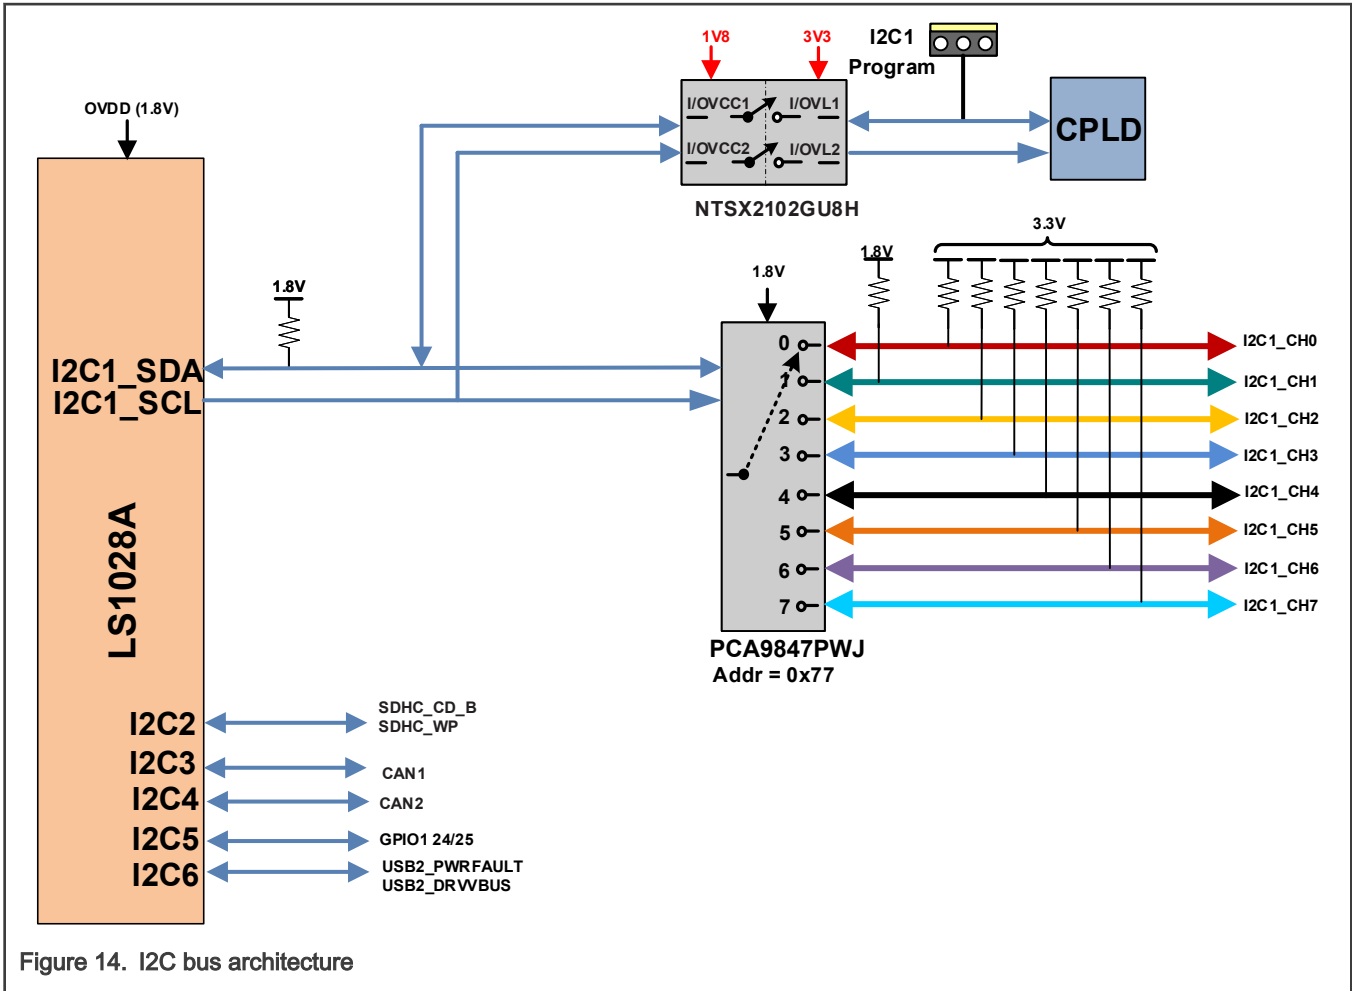 1V8
3V3
I2C1
Program
OVDD (1.8V)
I/OVCC1
I/OVL1
I/OVCC2
I/OVL2
CPLD
NTSX2102GU8H
3.3V
1.8V
1.8V
1.8V
I2C1_SDA
I2C1_SCL
0
1
2
3
4
5
6
7
I2C1_CH0
I2C1_CH1
I2C1_CH2
I2C1_CH3
I2C1_CH4
I2C1_CH5
I2C1_CH6
I2C1_CH7
LS1028A
PCA9847PWJ
Addr = 0x77
I2C2
SDHC_CD_B
SDHC_WP
I2C3
CAN1
I2C4
CAN2
I2C5
GPIO1 24/25
I2C6
USB2_PWRFAULT
USB2_DRVVBUS
Figure 14. I2C bus architecture